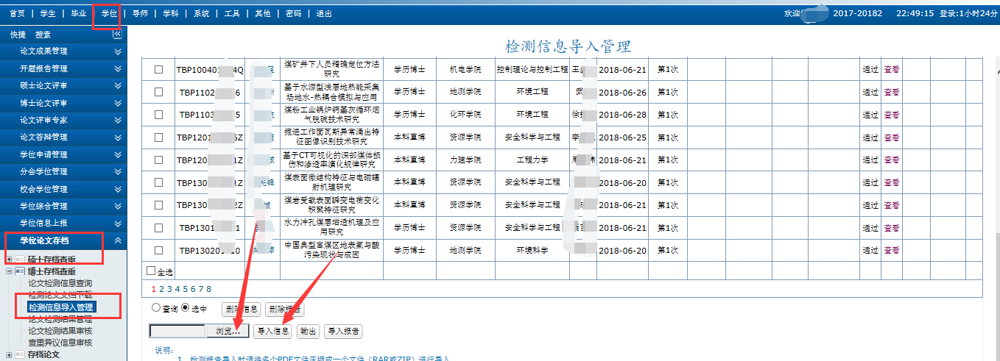 首页 | 学生 | 毕业 | 学位 | 导师 | 学科 | 系统 | 工具 | 其他 | 密码 | 退出
欢迎 2017-20182 22:49:15 登录:1小时24分
快捷 搜索
论文成果管理
开题报告管理
硕士论文评审
博士论文评审
论文评审专家
论文答辩管理
学位申请管理
分会学位管理
校会学位管理
学位综合管理
学位信息上报
学位论文存档
硕士存档查重
博士存档查重
论文检测信息查询
检测论文文档下载
检测信息导入管理
论文检测结果管理
论文检测结果审核
查重异议信息审核
存档论文
检测信息导入管理
TBP10040 4Q 煤矿井下人员精确定位方法研究 学历博士 机电学院 控制理论与控制工程 王 2018-06-21 第1次 通过 查看
TBP1102 6 基于水源型浅层地热能采集场地水-热耦合模拟与应用 学历博士 地测学院 环境工程 武 2018-06-26 第1次 通过 查看
TBP1103 5 煤粉工业锅炉钙基灰循环烟气脱硫技术研究 学历博士 化环学院 环境工程 徐 2018-06-28 第1次 通过 查看
TBP1201 6Z 掘进工作面瓦斯异常涌出特征图像识别技术研究 本科直博 资源学院 安全科学与工程 李 2018-06-25 第1次 通过 查看
TBP120 1Z 基于CT可视化的深部煤体损伤和渗透率演化规律研究 本科直博 力建学院 工程力学 周 伟 2018-06-21 第1次 通过 查看
TBP130 Z 锋 煤表面微结构特征与电磁辐射机理研究 本科直博 资源学院 安全科学与工程 2018-06-20 第1次 通过 查看
TBP130 2Z 城 煤岩受载表面瞬变电荷变化积聚特征研究 本科直博 资源学院 安全科学与工程 2018-06-21 第1次 通过 查看
TBP1301 1 水力冲孔煤层增透机理及应用研究 学历博士 资源学院 安全科学与工程 2018-06-21 第1次 通过 查看
TBP130201 10 中国典型富煤区地表氡与酸污染现状与成因 学历博士 地测学院 环境科学 2018-06-20 第1次 通过 查看
全选
1 2 3 4 5 6 7 8
查询 选中 删除信息 删除报告
浏览... 导入信息 输出 导入报告
说明：
1、检测报告导入时请将多个PDF文件压缩成一个文件（RAR或ZIP）进行导入